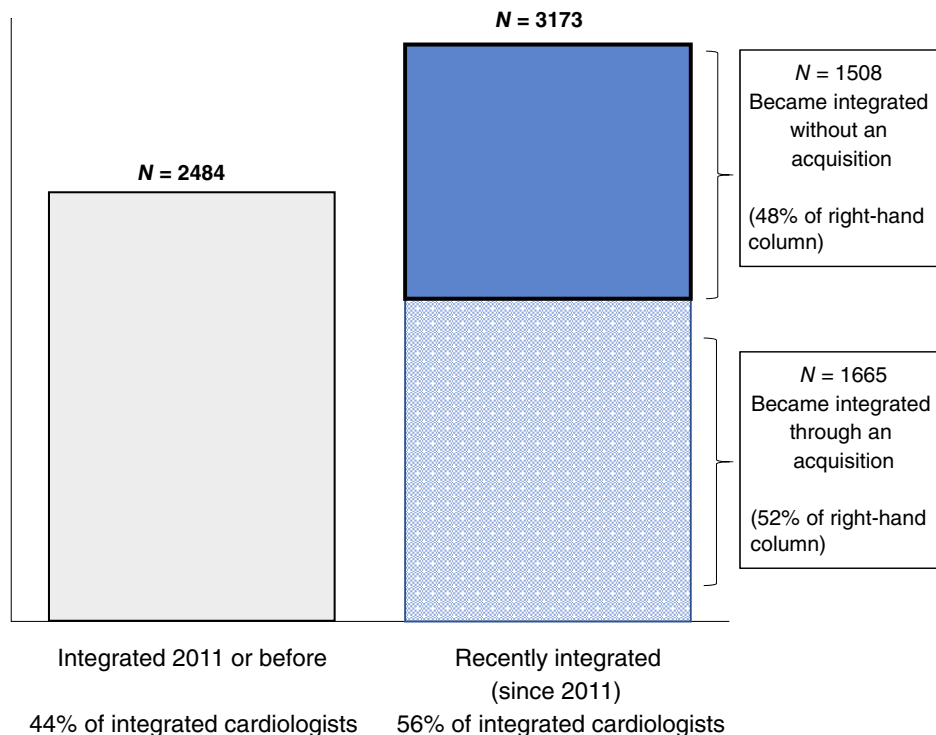 N = 3173
N = 2484
N = 1508
Became integrated
without an
acquisition
(48% of right-hand
column)
N = 1665
Became integrated
through an
acquisition
(52% of right-hand
column)
Integrated 2011 or before
44% of integrated cardiologists
Recently integrated
(since 2011)
56% of integrated cardiologists